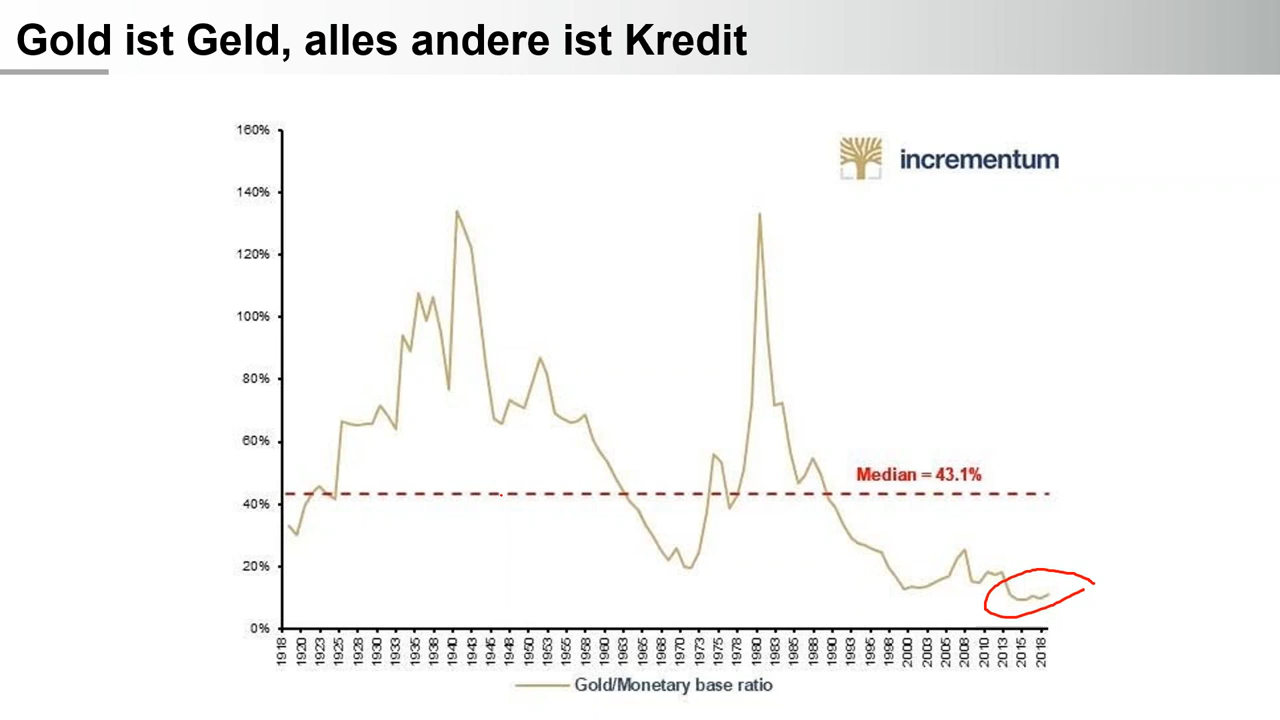 Gold ist Geld, alles andere ist Kredit
incrementum
160%
140%
120%
100%
80%
60%
40%
20%
0%
Median = 43.1%
1918 1920 1923 1925 1928 1930 1933 1935 1938 1940 1943 1945 1948 1950 1953 1955 1958 1960 1963 1965 1968 1970 1973 1975 1978 1980 1983 1985 1988 1990 1993 1995 1998 2000 2003 2005 2008 2010 2013 2015 2018
Gold/Monetary base ratio